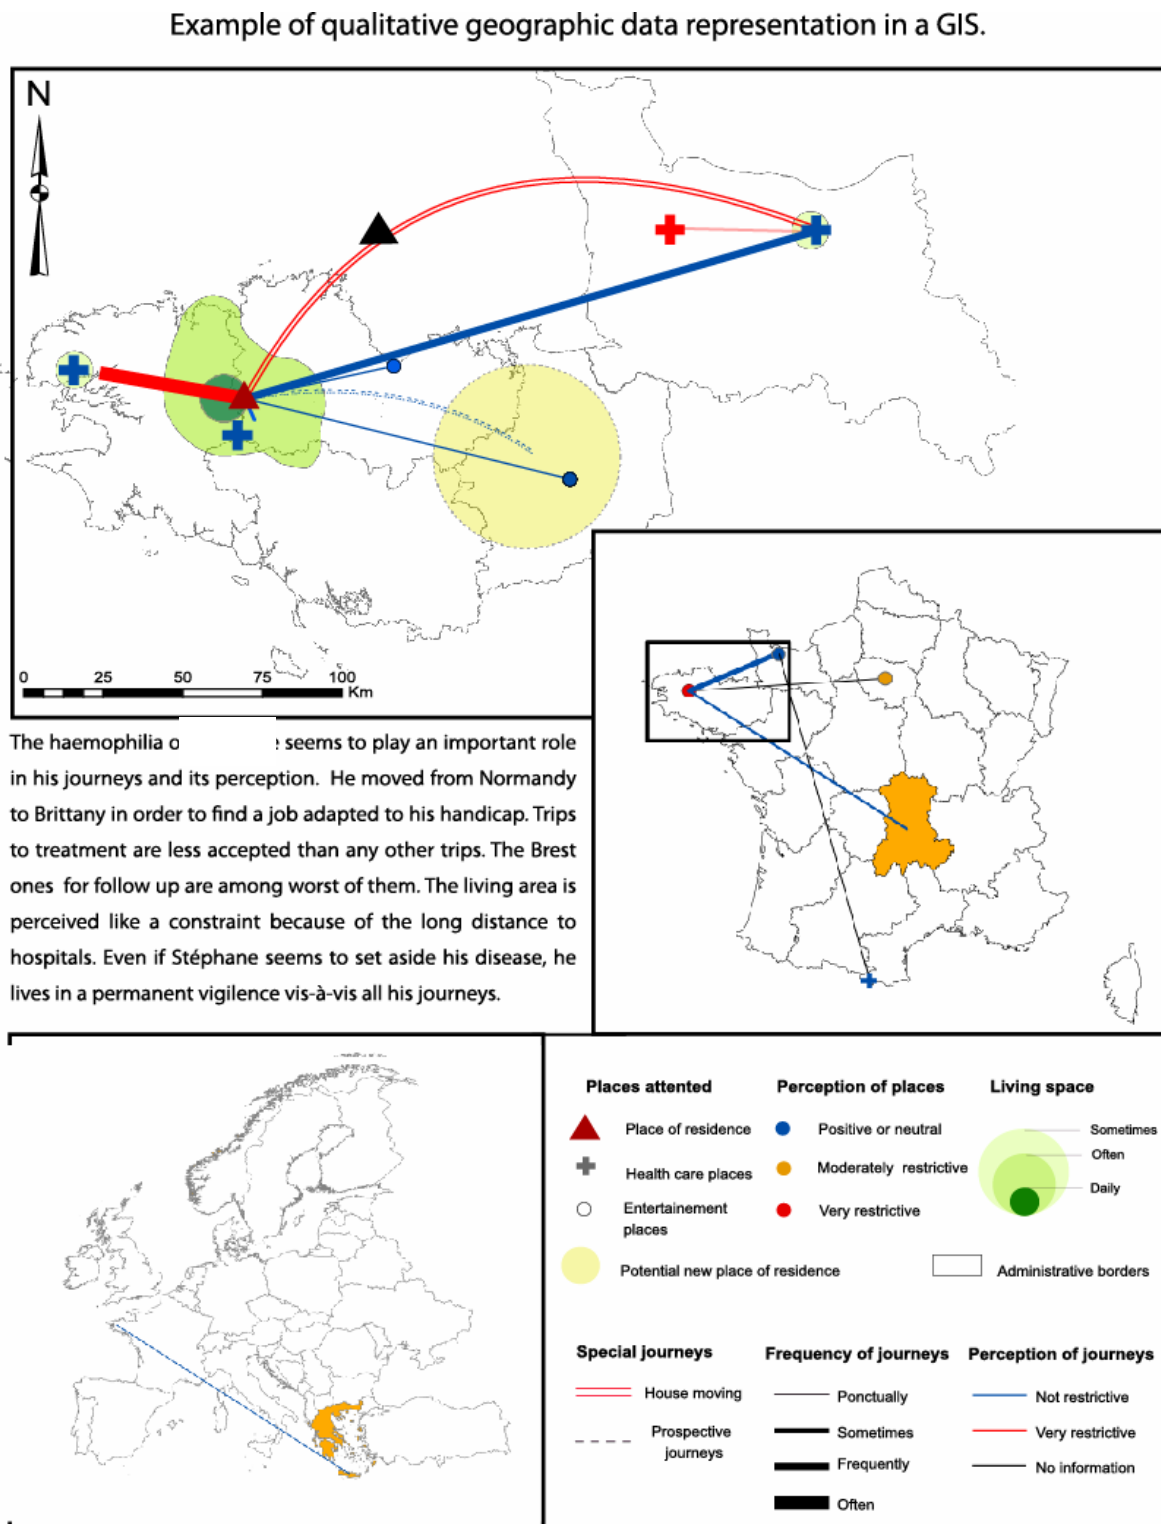 Example of qualitative geographic data representation in a GIS.
N
0 25 50 75 100
Km
The haemophilia o e seems to play an important role
in his journeys and its perception. He moved from Normandy
to Brittany in order to find a job adapted to his handicap. Trips
to treatment are less accepted than any other trips. The Brest
ones for follow up are among worst of them. The living area is
perceived like a constraint because of the long distance to
hospitals. Even if Stéphane seems to set aside his disease, he
lives in a permanent vigilence vis-à-vis all his journeys.
Places attented
Place of residence
Health care places
Entertainement
places
Potential new place of residence
Perception of places
Positive or neutral
Moderately restrictive
Very restrictive
Living space
Sometimes
Often
Daily
Administrative borders
Special journeys
House moving
Prospective
journeys
Frequency of journeys
Ponctually
Sometimes
Frequently
Often
Perception of journeys
Not restrictive
Very restrictive
No information